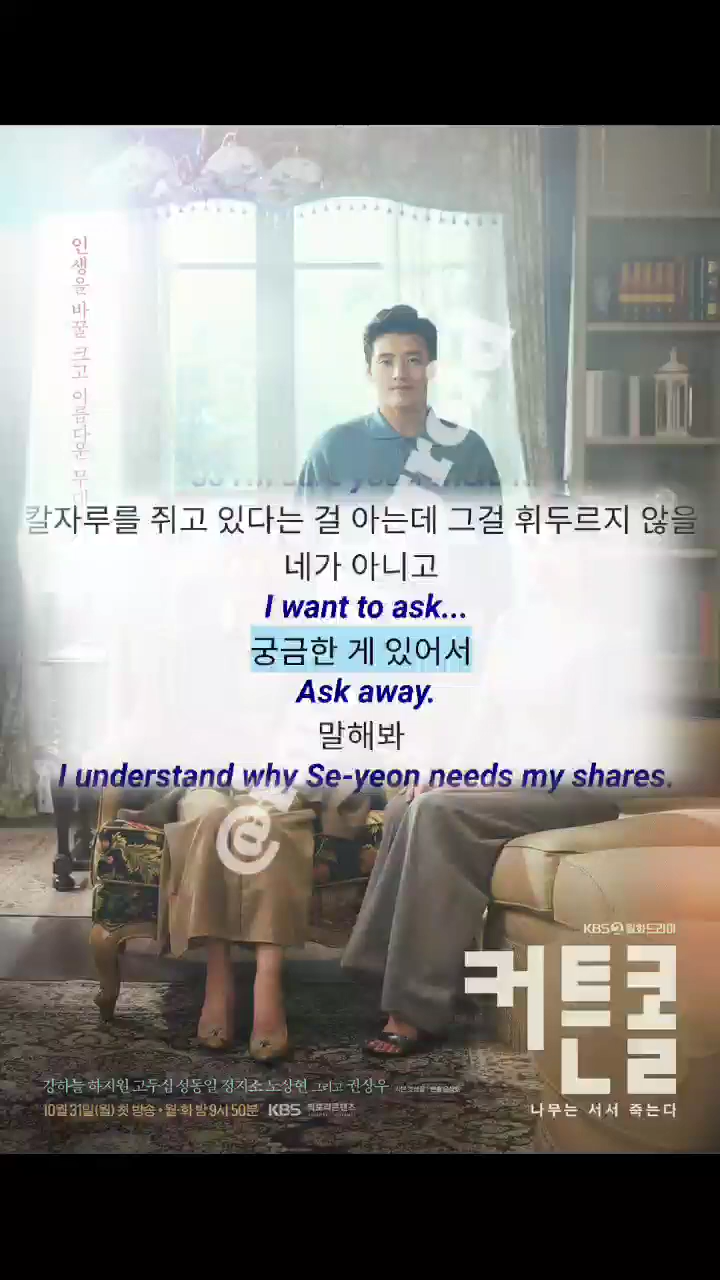 인생을 바꿀 크고 아름다운 무대
칼자루를 쥐고 있다는 걸 아는데 그걸 휘두르지 않을
네가 아니고
I want to ask...
궁금한 게 있어서
Ask away.
말해봐
I understand why Se-yeon needs my shares.
@
KBS2 월화드라마
커튼콜
나무는 서서 죽는다
강하늘 하지원 고두심 성동일 정지소 노상현 그리고 권상우
10월 31일(월) 첫 방송 • 월·화 밤 9시 50분 KBS 빅토리콘텐츠